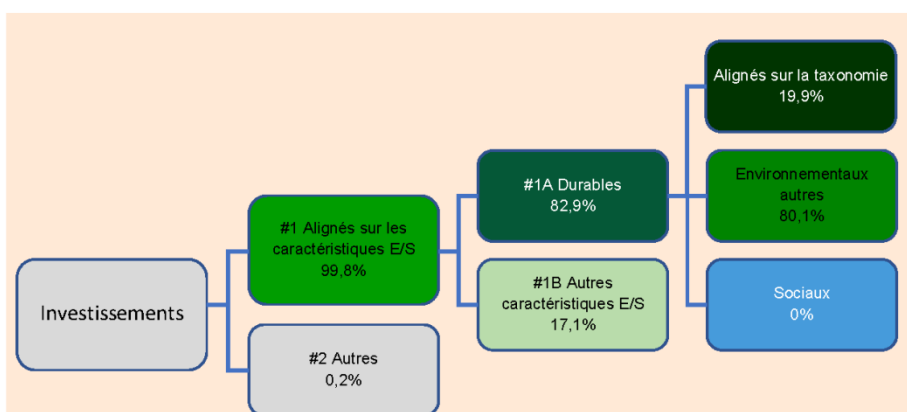 Investissements
#1 Alignés sur les
caractéristiques E/S
99,8%
#2 Autres
0,2%
#1A Durables
82,9%
#1B Autres
caractéristiques E/S
17,1%
Alignés sur la taxonomie
19,9%
Environnementaux
autres
80,1%
Sociaux
0%